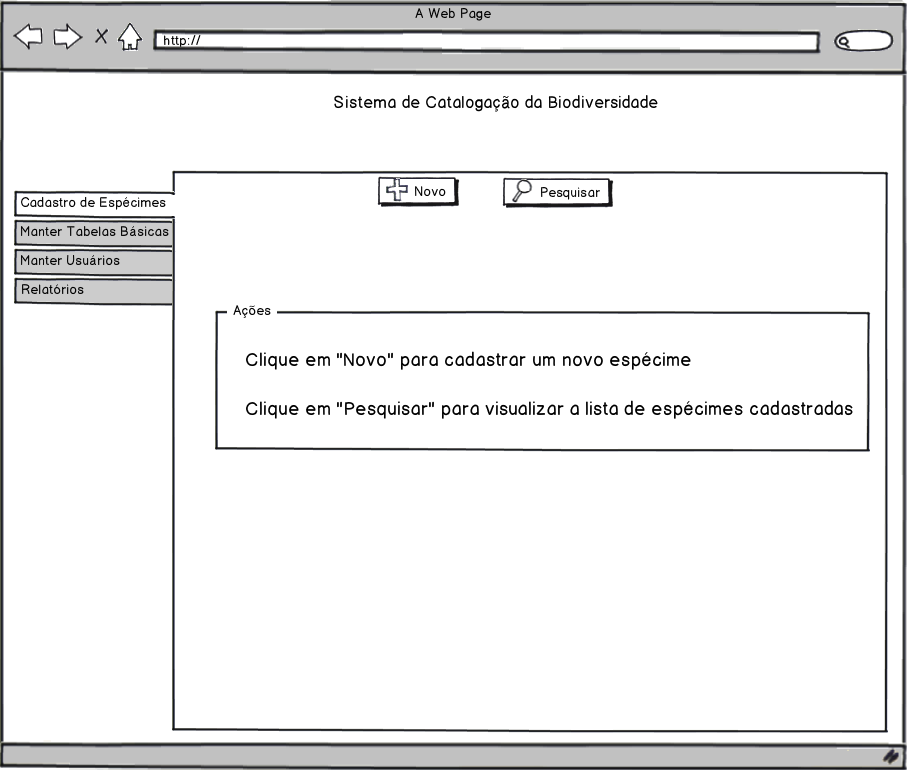 A Web Page
http://
Sistema de Catalogação da Biodiversidade
Novo
Pesquisar
Cadastro de Espécimes
Manter Tabelas Básicas
Manter Usuários
Relatórios
Ações
Clique em "Novo" para cadastrar um novo espécime
Clique em "Pesquisar" para visualizar a lista de espécimes cadastradas